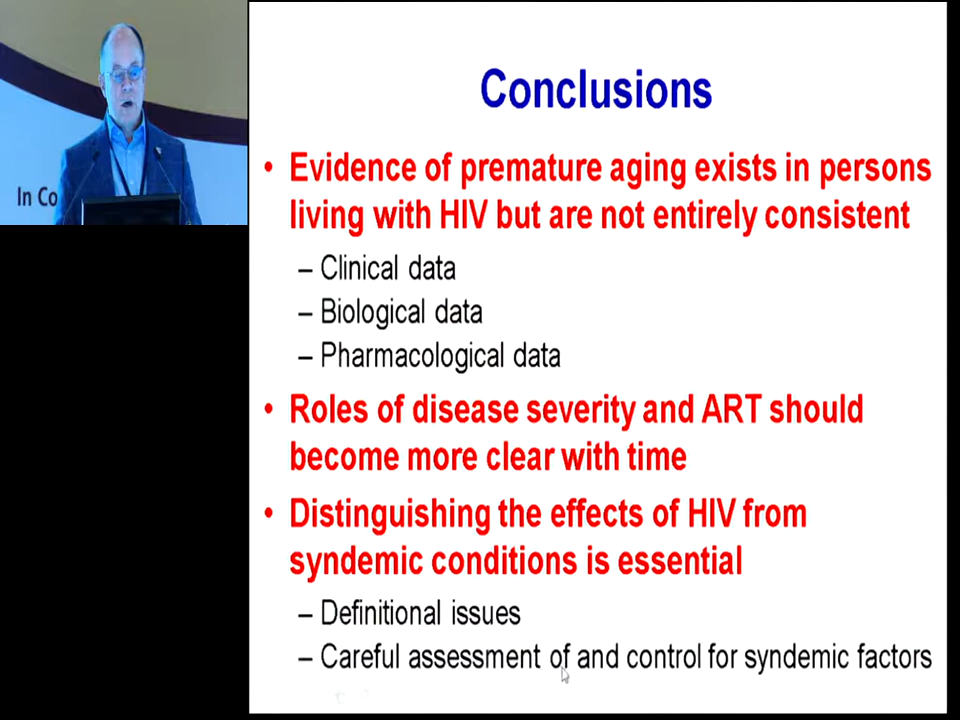 In Co
Conclusions
• Evidence of premature aging exists in persons
living with HIV but are not entirely consistent
– Clinical data
– Biological data
– Pharmacological data
• Roles of disease severity and ART should
become more clear with time
• Distinguishing the effects of HIV from
syndemic conditions is essential
– Definitional issues
– Careful assessment of and control for syndemic factors